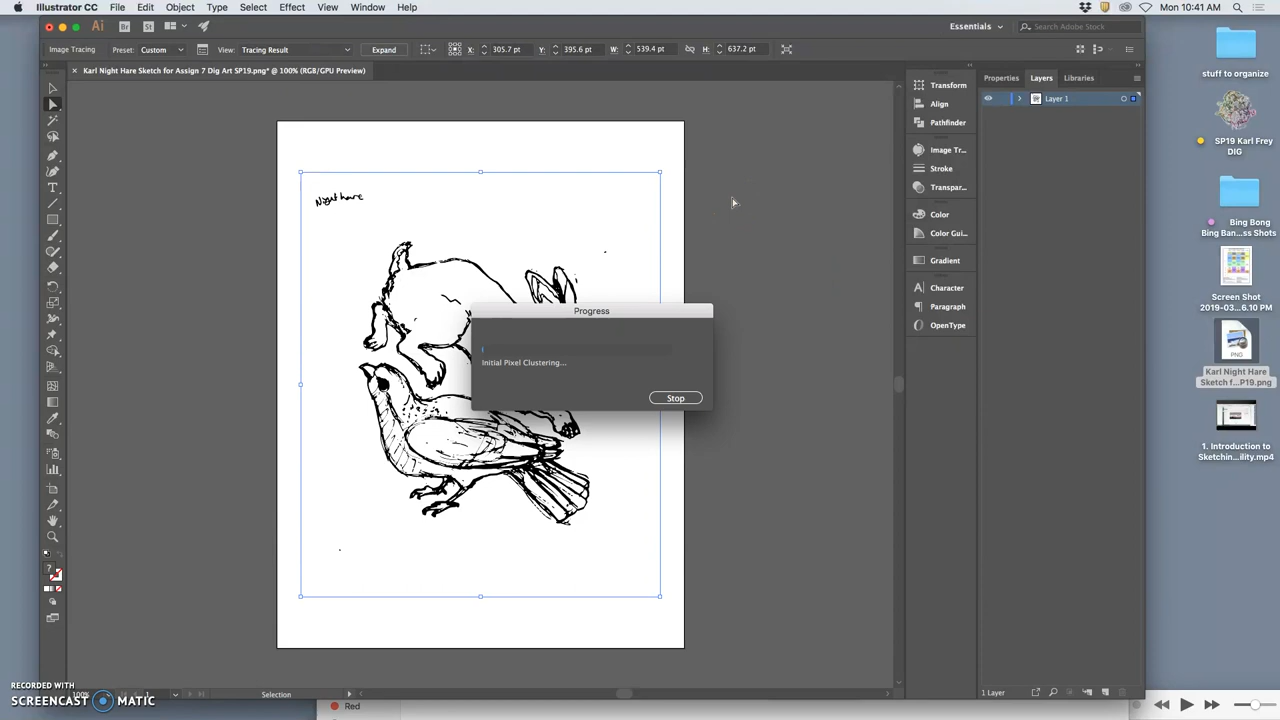 Illustrator CC File Edit Object Type Select Effect View Window Help
Mon 10:41 AM
Ai Br St
Essentials
Search Adobe Stock
Image Tracing Preset: Custom View: Tracing Result Expand X: 305.7 pt Y: 395.6 pt W: 539.4 pt H: 637.2 pt
× Karl Night Hare Sketch for Assign 7 Dig Art SP19.png* @ 100% (RGB/GPU Preview)
Properties Layers Libraries
Layer 1
Transform
Align
Pathfinder
Image Tr...
Stroke
Transpar...
Color
Color Gui...
Gradient
Character
Paragraph
OpenType
Night hare
Progress
Initial Pixel Clustering...
Stop
stuff to organize
SP19 Karl Frey
DIG
Bing Bong
Bing Ban...ss Shots
Screen Shot
2019-03...6.10 PM
PNG
Karl Night Hare
Sketch f...P19.png
1. Introduction to
Sketchin...ility.mp4
100%
1
Selection
1 Layer
Red
RECORDED WITH
SCREENCAST MATIC